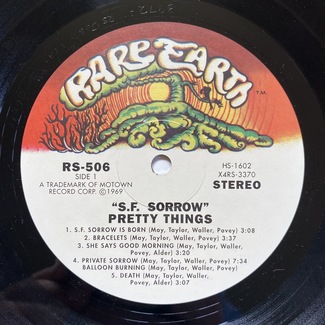 RARE EARTH
T.M.
RS-506
SIDE 1
A TRADEMARK OF MOTOWN
RECORD CORP. ©1969
HS-1602
X4RS-3370
STEREO
"S.F. SORROW"
PRETTY THINGS
1. S.F. SORROW IS BORN (May, Taylor, Waller, Povey) 3:08
2. BRACELETS (May, Taylor, Waller, Povey) 3:37
3. SHE SAYS GOOD MORNING (May, Taylor, Waller,
Povey, Alder) 3:20
4. PRIVATE SORROW (May, Taylor, Waller, Povey) 7:34
BALLOON BURNING (May, Taylor, Waller, Povey)
5. DEATH (May, Taylor, Waller, Povey,
Alder) 3:07